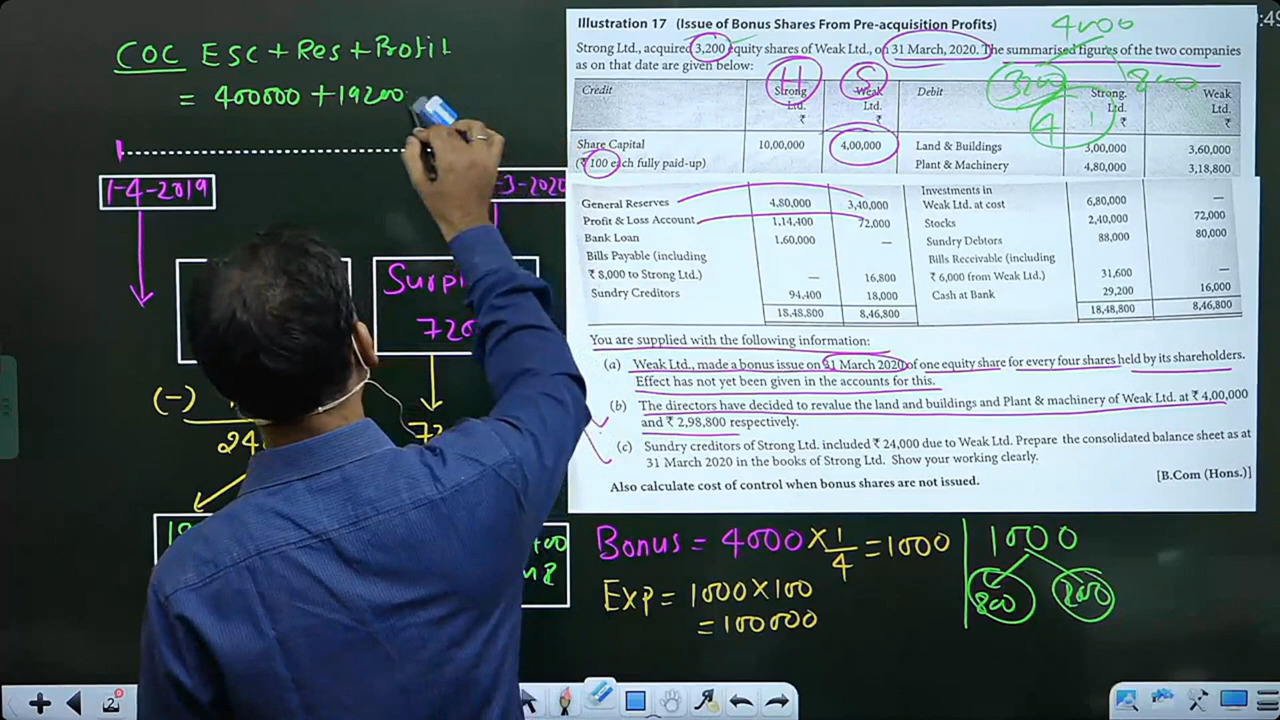 COC ESC + Res + Profit
= 400000 + 19200
1-4-2019
-3-2020
Surpl
720
(-)
24
72
Illustration 17 (Issue of Bonus Shares From Pre-acquisition Profits)
Strong Ltd., acquired 3,200 equity shares of Weak Ltd., on 31 March, 2020. The summarised figures of the two companies
as on that date are given below:
4000
3200 800
4 1
H S
Credit Strong Ltd. ₹ Weak Ltd. ₹ Debit Strong. Ltd. ₹ Weak Ltd. ₹
Share Capital 10,00,000 4,00,000 Land & Buildings 3,00,000 3,60,000
(₹ 100 each fully paid-up) Plant & Machinery 4,80,000 3,18,800
General Reserves 4,80,000 3,40,000 Investments in Weak Ltd. at cost 6,80,000 —
Profit & Loss Account 1,14,400 72,000 Stocks 2,40,000 72,000
Bank Loan 1,60,000 — Sundry Debtors 88,000 80,000
Bills Payable (including Bills Receivable (including
₹ 8,000 to Strong Ltd.) — 16,800 ₹ 6,000 from Weak Ltd.) 31,600 —
Sundry Creditors 94,400 18,000 Cash at Bank 29,200 16,000
18,48,800 8,46,800 18,48,800 8,46,800
You are supplied with the following information:
(a) Weak Ltd., made a bonus issue on 31 March 2020 of one equity share for every four shares held by its shareholders.
Effect has not yet been given in the accounts for this.
(b) The directors have decided to revalue the land and buildings and Plant & machinery of Weak Ltd. at ₹ 4,00,000
and ₹ 2,98,800 respectively.
(c) Sundry creditors of Strong Ltd. included ₹ 24,000 due to Weak Ltd. Prepare the consolidated balance sheet as at
31 March 2020 in the books of Strong Ltd. Show your working clearly.
Also calculate cost of control when bonus shares are not issued. [B.Com (Hons.)]
Bonus = 4000 × 1/4 = 1000
Exp = 1000 × 100
= 100000
1000
800 200
2